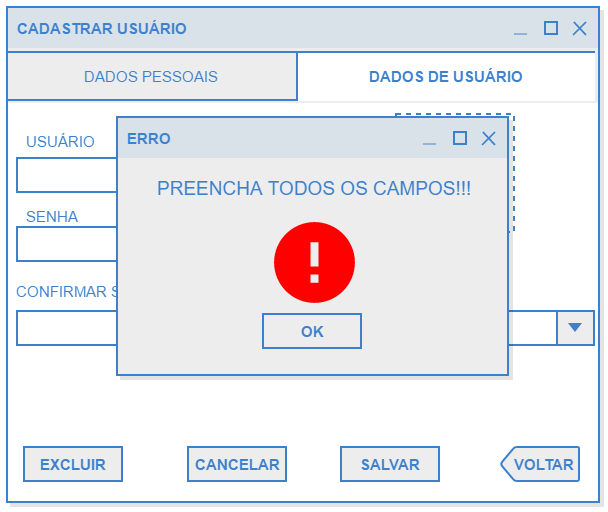 CADASTRAR USUÁRIO
DADOS PESSOAIS
DADOS DE USUÁRIO
USUÁRIO
ERRO
PREENCHA TODOS OS CAMPOS!!!
SENHA
CONFIRMAR
OK
EXCLUIR
CANCELAR
SALVAR
VOLTAR